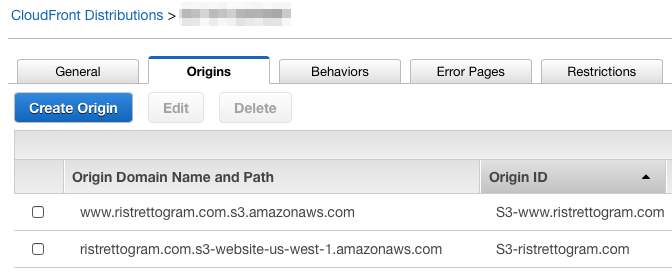 CloudFront Distributions >
General Origins Behaviors Error Pages Restrictions
Create Origin Edit Delete
Origin Domain Name and Path Origin ID
www.ristrettogram.com.s3.amazonaws.com S3-www.ristrettogram.com
ristrettogram.com.s3-website-us-west-1.amazonaws.com S3-ristrettogram.com